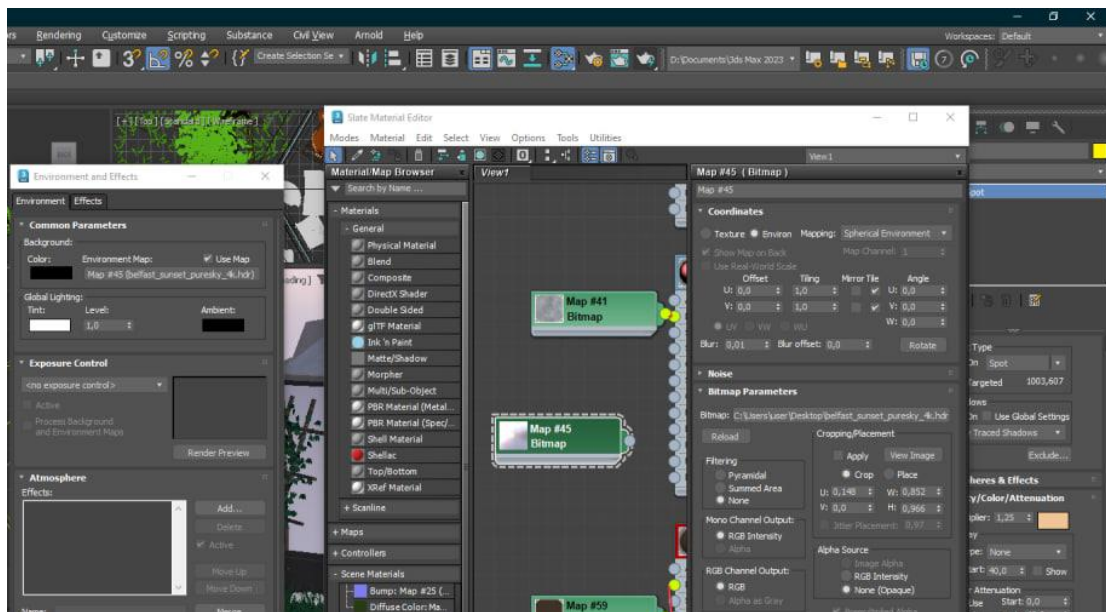 Rendering Customize Scripting Substance Civil View Arnold Help
Workspaces: Default
Create Selection Se
D:\Documents\3ds Max 2023
[+] [Top] [Standard] [Wireframe]
Slate Material Editor
Modes Material Edit Select View Options Tools Utilities
View1
Environment and Effects
Environment Effects
Common Parameters
Background:
Color: Environment Map: Use Map
Map #45 (belfast_sunset_puresky_4k.hdr)
Global Lighting:
Tint: Level: Ambient:
1,0
Exposure Control
<no exposure control>
Active
Process Background
and Environment Maps
Render Preview
Atmosphere
Effects:
Add...
Delete
Active
Move Up
Move Down
Merge
Name:
Material/Map Browser
Search by Name ...
- Materials
- General
Physical Material
Blend
Composite
DirectX Shader
Double Sided
glTF Material
Ink 'n Paint
Matte/Shadow
Morpher
Multi/Sub-Object
PBR Material (Metal...
PBR Material (Spec/...
Shell Material
Shellac
Top/Bottom
XRef Material
+ Scanline
+ Maps
+ Controllers
- Scene Materials
Bump: Map #25 (...
Diffuse Color: Ma...
View1
Map #41
Bitmap
Map #45
Bitmap
Map #59
Map #45 ( Bitmap )
Map #45
Coordinates
Texture Environ Mapping: Spherical Environment
Show Map on Back Map Channel: 1
Use Real-World Scale
Offset Tiling Mirror Tile Angle
U: 0,0 1,0 U: 0,0
V: 0,0 1,0 V: 0,0
W: 0,0
UV VW WU
Blur: 0,01 Blur offset: 0,0 Rotate
Noise
Bitmap Parameters
Bitmap: C:\Users\user\Desktop\belfast_sunset_puresky_4k.hdr
Reload
Cropping/Placement
Apply View Image
Crop Place
U: 0,148 W: 0,852
V: 0,0 H: 0,966
Jitter Placement: 0,97
Filtering
Pyramidal
Summed Area
None
Mono Channel Output:
RGB Intensity
Alpha
RGB Channel Output:
RGB
Alpha as Gray
Alpha Source
Image Alpha
RGB Intensity
None (Opaque)
Type
On Spot
Targeted 1003,607
On Use Global Settings
Traced Shadows
Exclude...
& Effects
/Color/Attenuation
1,25
None
40,0 Show
Attenuation
Use Start: 0,0